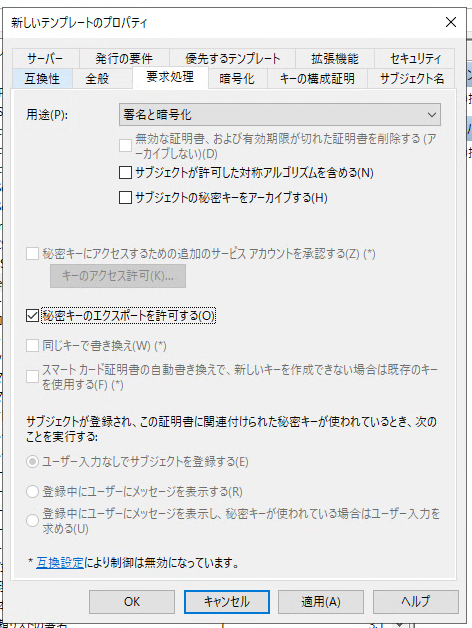 新しいテンプレートのプロパティ
サーバー 発行の要件 優先するテンプレート 拡張機能 セキュリティ
互換性 全般 要求処理 暗号化 キーの構成証明 サブジェクト名
用途(P): 署名と暗号化
無効な証明書、および有効期限が切れた証明書を削除する (ア
ーカイブしない)(D)
サブジェクトが許可した対称アルゴリズムを含める(N)
サブジェクトの秘密キーをアーカイブする(H)
秘密キーにアクセスするための追加のサービス アカウントを承認する(Z) (*)
キーのアクセス許可(K)...
秘密キーのエクスポートを許可する(O)
同じキーで書き換え(W) (*)
スマート カード証明書の自動書き換えで、新しいキーを作成できない場合は既存のキー
を使用する(F) (*)
サブジェクトが登録され、この証明書に関連付けられた秘密キーが使われているとき、次の
ことを実行する:
ユーザー入力なしでサブジェクトを登録する(E)
登録中にユーザーにメッセージを表示する(R)
登録中にユーザーにメッセージを表示し、秘密キーが使われている場合はユーザー入力を
求める(U)
* 互換設定により制御は無効になっています。
OK キャンセル 適用(A) ヘルプ